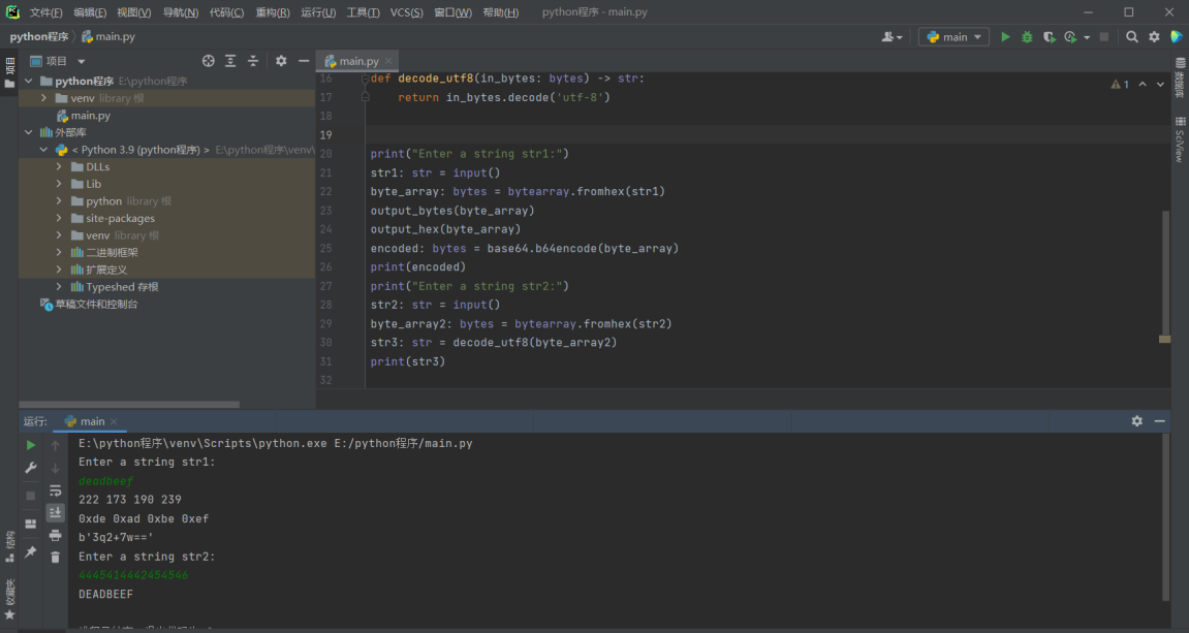 文件(F) 编辑(E) 视图(V) 导航(N) 代码(C) 重构(R) 运行(U) 工具(T) VCS(S) 窗口(W) 帮助(H) python程序 - main.py
python程序 main.py main
项目
main.py
python程序 E:\python程序
venv library 根
main.py
外部库
< Python 3.9 (python程序) > E:\python程序\venv\
DLLs
Lib
python library 根
site-packages
venv library 根
二进制框架
扩展定义
Typeshed 存根
草稿文件和控制台
1
16 def decode_utf8(in_bytes: bytes) -> str:
17 return in_bytes.decode('utf-8')
18
19
20 print("Enter a string str1:")
21 str1: str = input()
22 byte_array: bytes = bytearray.fromhex(str1)
23 output_bytes(byte_array)
24 output_hex(byte_array)
25 encoded: bytes = base64.b64encode(byte_array)
26 print(encoded)
27 print("Enter a string str2:")
28 str2: str = input()
29 byte_array2: bytes = bytearray.fromhex(str2)
30 str3: str = decode_utf8(byte_array2)
31 print(str3)
32
项目
数据库
SciView
运行: main
E:\python程序\venv\Scripts\python.exe E:/python程序/main.py
Enter a string str1:
deadbeef
222 173 190 239
0xde 0xad 0xbe 0xef
b'3q2+7w=='
Enter a string str2:
4445414442454546
DEADBEEF
结构
收藏夹